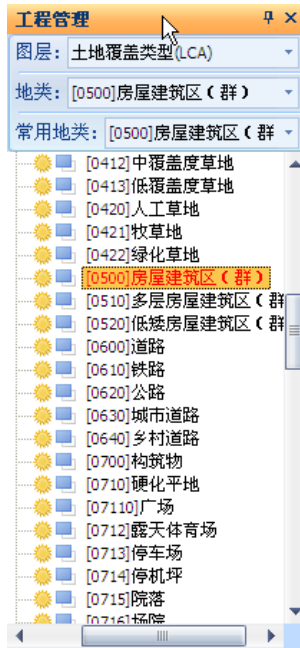 工程管理
图层: 土地覆盖类型(LCA)
地类: [0500]房屋建筑区（群）
常用地类: [0500]房屋建筑区（群
[0412]中覆盖度草地
[0413]低覆盖度草地
[0420]人工草地
[0421]牧草地
[0422]绿化草地
[0500]房屋建筑区（群）
[0510]多层房屋建筑区（群
[0520]低矮房屋建筑区（群
[0600]道路
[0610]铁路
[0620]公路
[0630]城市道路
[0640]乡村道路
[0700]构筑物
[0710]硬化平地
[07110]广场
[0712]露天体育场
[0713]停车场
[0714]停机坪
[0715]院落
[0716]场院